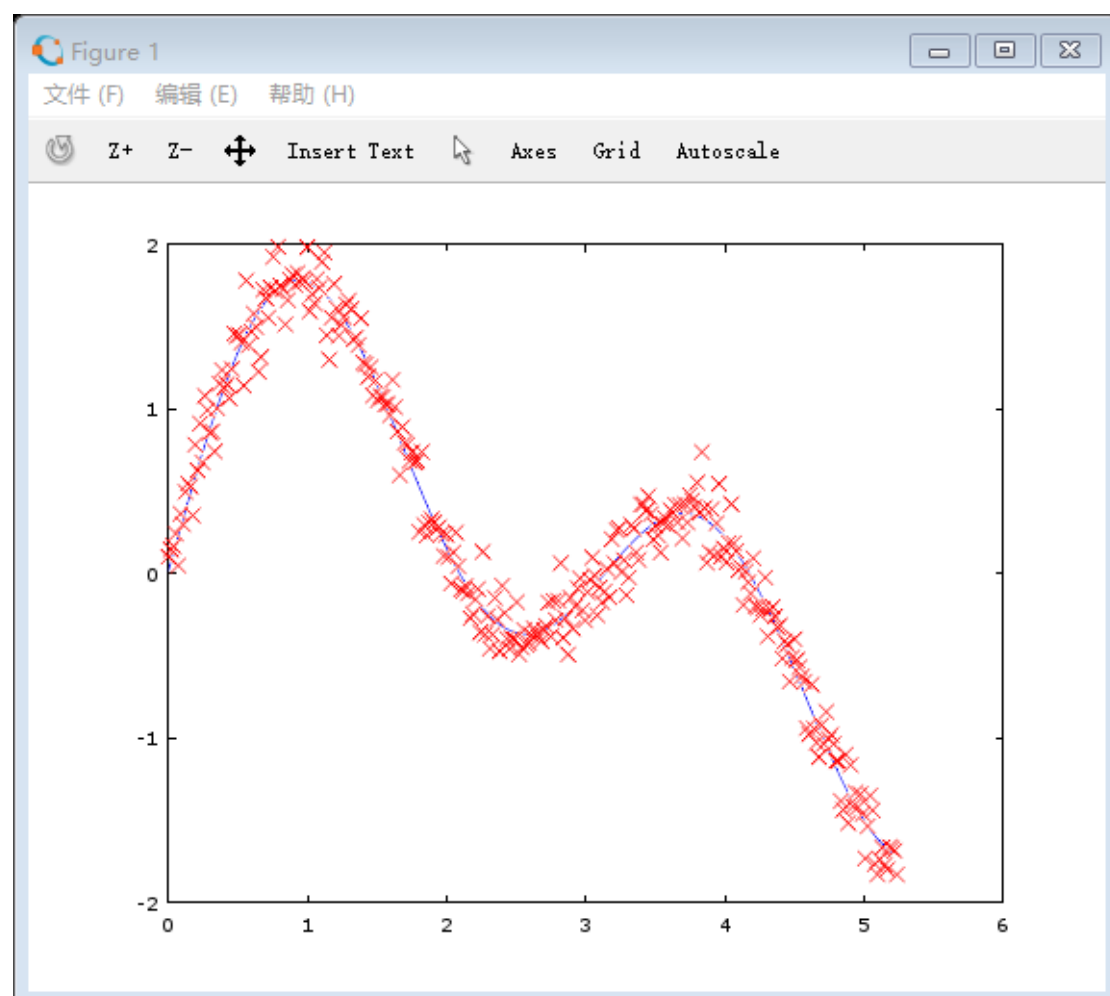 Figure 1
文件 (F) 编辑 (E) 帮助 (H)
Z+ Z- Insert Text Axes Grid Autoscale
2
1
0
-1
-2
0 1 2 3 4 5 6